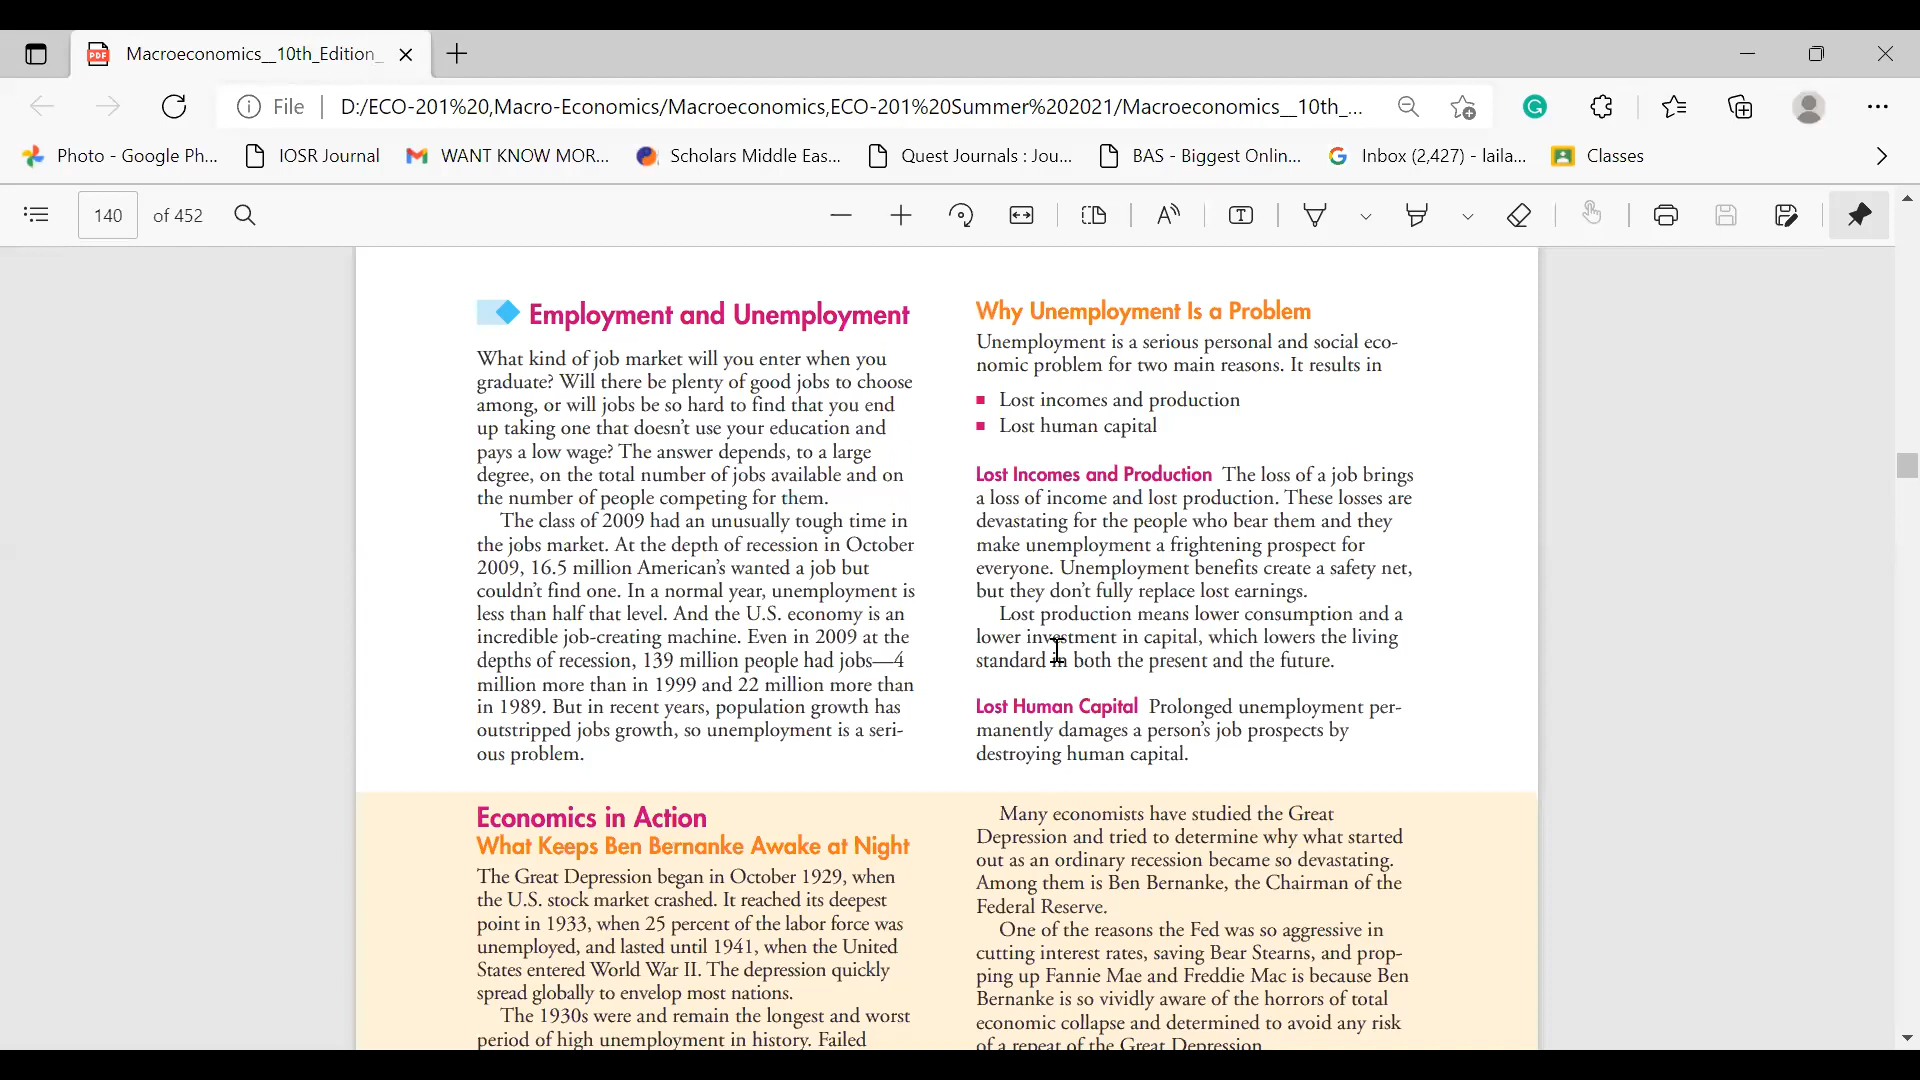 Macroeconomics__10th_Edition_
File
D:/ECO-201%20,Macro-Economics/Macroeconomics,ECO-201%20Summer%202021/Macroeconomics__10th_...
Photo - Google Ph...
IOSR Journal
WANT KNOW MOR...
Scholars Middle Eas...
Quest Journals : Jou...
BAS - Biggest Onlin...
Inbox (2,427) - laila...
Classes
140 of 452
Employment and Unemployment
What kind of job market will you enter when you
graduate? Will there be plenty of good jobs to choose
among, or will jobs be so hard to find that you end
up taking one that doesn't use your education and
pays a low wage? The answer depends, to a large
degree, on the total number of jobs available and on
the number of people competing for them.
The class of 2009 had an unusually tough time in
the jobs market. At the depth of recession in October
2009, 16.5 million American's wanted a job but
couldn't find one. In a normal year, unemployment is
less than half that level. And the U.S. economy is an
incredible job-creating machine. Even in 2009 at the
depths of recession, 139 million people had jobs—4
million more than in 1999 and 22 million more than
in 1989. But in recent years, population growth has
outstripped jobs growth, so unemployment is a seri-
ous problem.
Why Unemployment Is a Problem
Unemployment is a serious personal and social eco-
nomic problem for two main reasons. It results in
■ Lost incomes and production
■ Lost human capital
Lost Incomes and Production The loss of a job brings
a loss of income and lost production. These losses are
devastating for the people who bear them and they
make unemployment a frightening prospect for
everyone. Unemployment benefits create a safety net,
but they don't fully replace lost earnings.
Lost production means lower consumption and a
lower investment in capital, which lowers the living
standard in both the present and the future.
Lost Human Capital Prolonged unemployment per-
manently damages a person's job prospects by
destroying human capital.
Economics in Action
What Keeps Ben Bernanke Awake at Night
The Great Depression began in October 1929, when
the U.S. stock market crashed. It reached its deepest
point in 1933, when 25 percent of the labor force was
unemployed, and lasted until 1941, when the United
States entered World War II. The depression quickly
spread globally to envelop most nations.
The 1930s were and remain the longest and worst
period of high unemployment in history. Failed
Many economists have studied the Great
Depression and tried to determine why what started
out as an ordinary recession became so devastating.
Among them is Ben Bernanke, the Chairman of the
Federal Reserve.
One of the reasons the Fed was so aggressive in
cutting interest rates, saving Bear Stearns, and prop-
ping up Fannie Mae and Freddie Mac is because Ben
Bernanke is so vividly aware of the horrors of total
economic collapse and determined to avoid any risk
of a repeat of the Great Depression